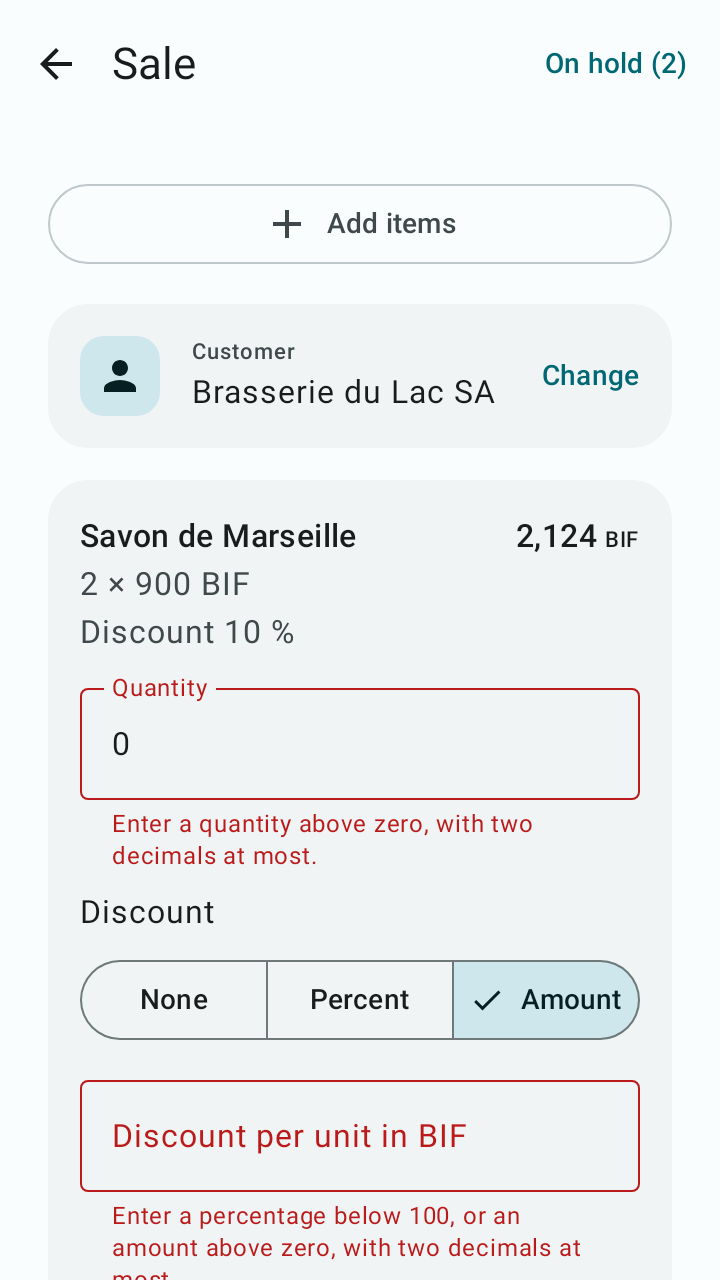 Sale
On hold (2)
Add items
Customer
Brasserie du Lac SA
Change
Savon de Marseille
2,124 BIF
2 × 900 BIF
Discount 10 %
Quantity
0
Enter a quantity above zero, with two
decimals at most.
Discount
None
Percent
Amount
Discount per unit in BIF
Enter a percentage below 100, or an
amount above zero, with two decimals at
most.